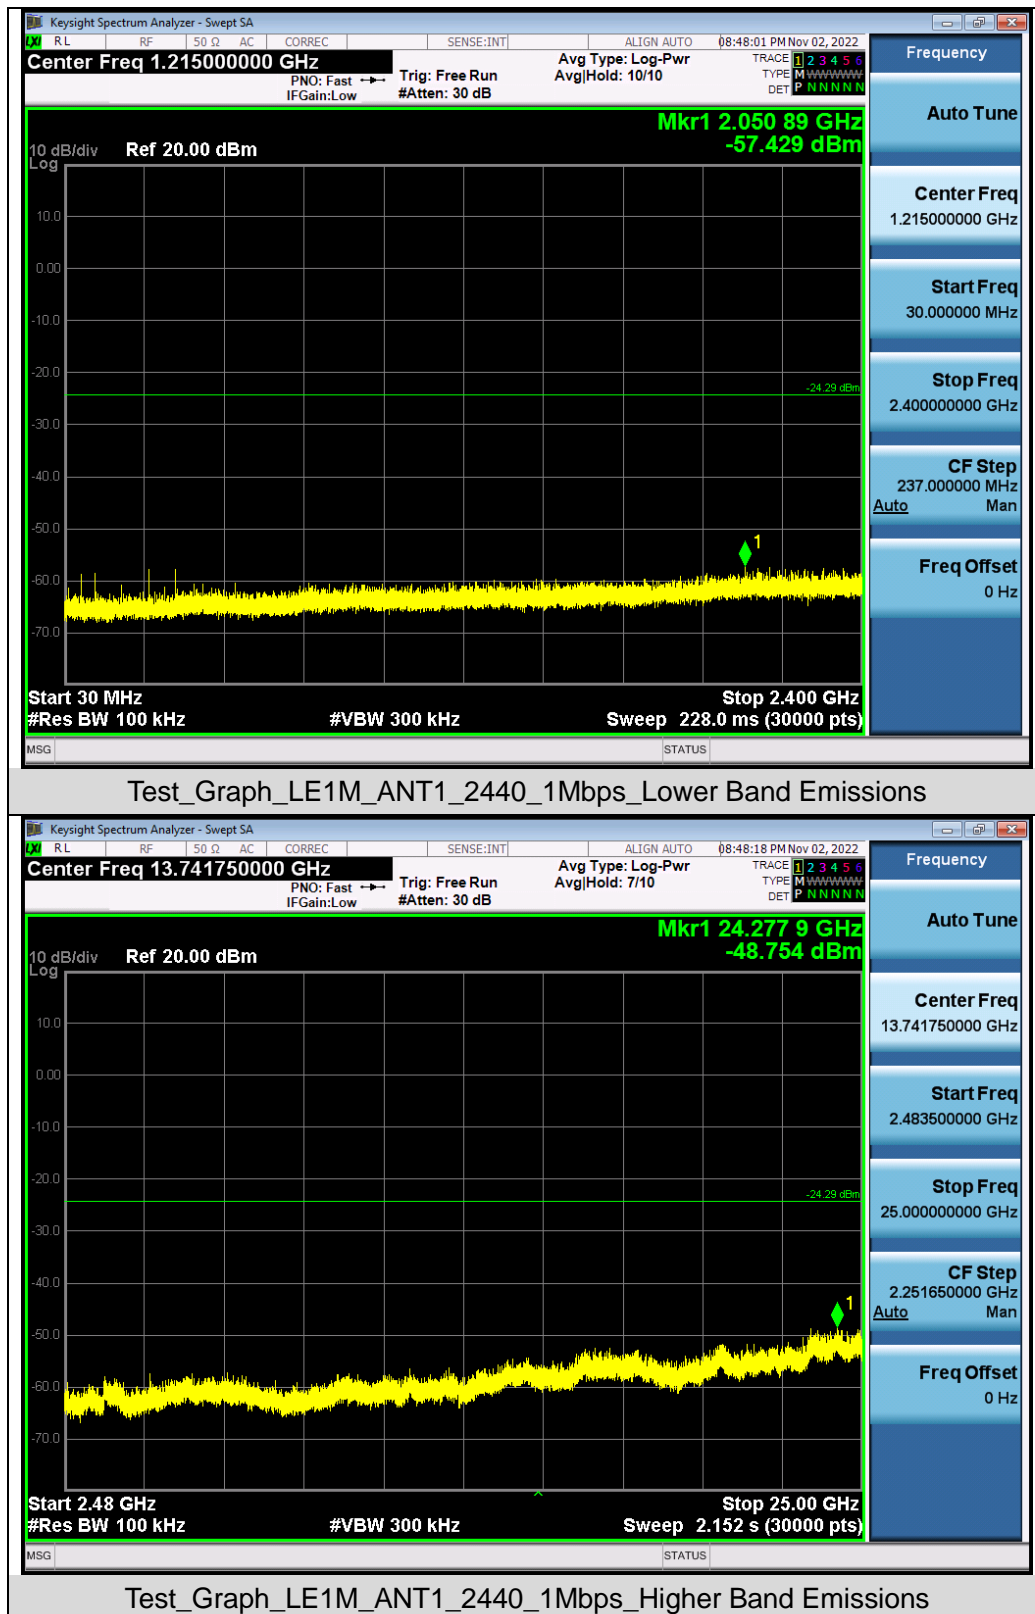 Keysight Spectrum Analyzer - Swept SA
LXI RL RF 50 Ω AC CORREC SENSE:INT ALIGN AUTO 08:48:01 PM Nov 02, 2022
Center Freq 1.215000000 GHz
PNO: Fast
IFGain:Low
Trig: Free Run
#Atten: 30 dB
Avg Type: Log-Pwr
Avg|Hold: 10/10
TRACE 1 2 3 4 5 6
TYPE M WWWWW
DET P N N N N N
Mkr1 2.050 89 GHz
-57.429 dBm
10 dB/div Ref 20.00 dBm
Log
10.0
0.00
-10.0
-20.0
-24.29 dBm
-30.0
-40.0
-50.0
1
-60.0
-70.0
Start 30 MHz Stop 2.400 GHz
#Res BW 100 kHz #VBW 300 kHz Sweep 228.0 ms (30000 pts)
MSG STATUS
Frequency
Auto Tune
Center Freq
1.215000000 GHz
Start Freq
30.000000 MHz
Stop Freq
2.400000000 GHz
CF Step
237.000000 MHz
Auto Man
Freq Offset
0 Hz
Test_Graph_LE1M_ANT1_2440_1Mbps_Lower Band Emissions
Keysight Spectrum Analyzer - Swept SA
LXI RL RF 50 Ω AC CORREC SENSE:INT ALIGN AUTO 08:48:18 PM Nov 02, 2022
Center Freq 13.741750000 GHz
PNO: Fast
IFGain:Low
Trig: Free Run
#Atten: 30 dB
Avg Type: Log-Pwr
Avg|Hold: 7/10
TRACE 1 2 3 4 5 6
TYPE M WWWWW
DET P N N N N N
Mkr1 24.277 9 GHz
-48.754 dBm
10 dB/div Ref 20.00 dBm
Log
10.0
0.00
-10.0
-20.0
-24.29 dBm
-30.0
-40.0
1
-50.0
-60.0
-70.0
Start 2.48 GHz Stop 25.00 GHz
#Res BW 100 kHz #VBW 300 kHz Sweep 2.152 s (30000 pts)
MSG STATUS
Frequency
Auto Tune
Center Freq
13.741750000 GHz
Start Freq
2.483500000 GHz
Stop Freq
25.000000000 GHz
CF Step
2.251650000 GHz
Auto Man
Freq Offset
0 Hz
Test_Graph_LE1M_ANT1_2440_1Mbps_Higher Band Emissions